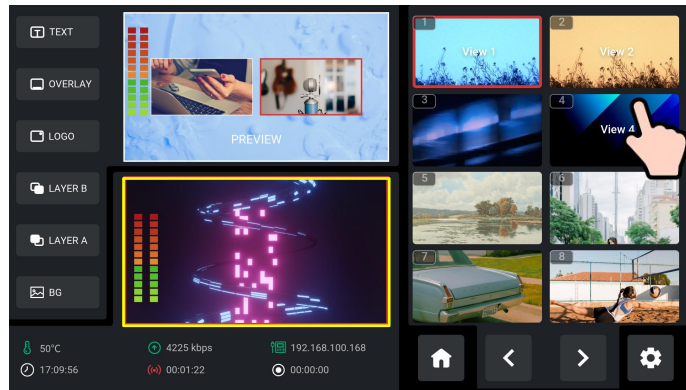 TEXT
OVERLAY
LOGO
LAYER B
LAYER A
BG
PREVIEW
50°C
4225 kbps
192.168.100.168
17:09:56
00:01:22
00:00:00
1
View 1
2
View 2
3
4
View 4
5
6
7
8